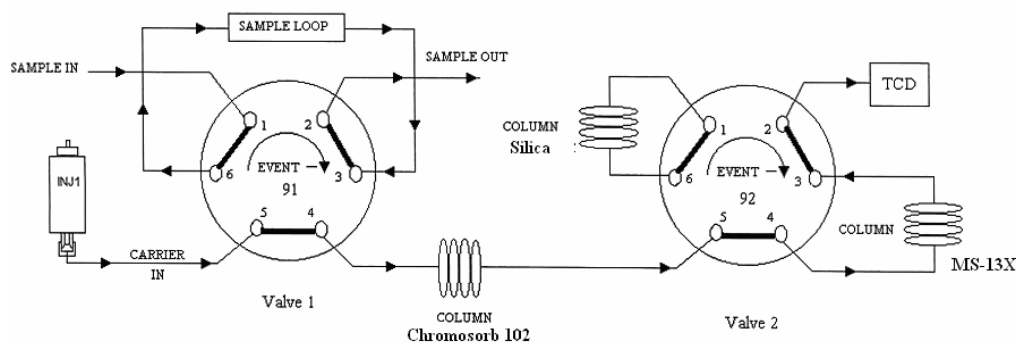 SAMPLE LOOP
SAMPLE IN
SAMPLE OUT
1
2
3
4
5
6
EVENT
91
INJ1
CARRIER
IN
Valve 1
COLUMN
Chromosorb 102
COLUMN
Silica :
TCD
1
2
3
4
5
6
EVENT
92
COLUMN
MS-13X
Valve 2